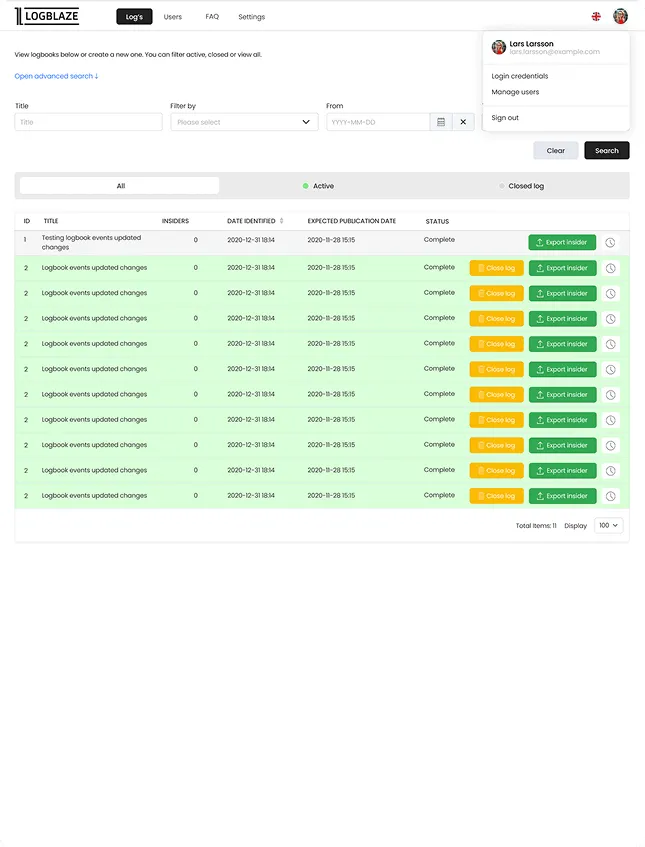 LOGBLAZE
Log's Users FAQ Settings
Lars Larsson
lars.larsson@example.com
Login credentials
Manage users
Sign out
View logbooks below or create a new one. You can filter active, closed or view all.
Open advanced search ↓
Title Filter by From
Title Please select YYYY-MM-DD
Clear Search
All Active Closed log
ID TITLE INSIDERS DATE IDENTIFIED EXPECTED PUBLICATION DATE STATUS
1 Testing logbook events updated changes 0 2020-12-31 18:14 2020-11-28 15:15 Complete Export insider
2 Logbook events updated changes 0 2020-12-31 18:14 2020-11-28 15:15 Complete Close log Export insider
2 Logbook events updated changes 0 2020-12-31 18:14 2020-11-28 15:15 Complete Close log Export insider
2 Logbook events updated changes 0 2020-12-31 18:14 2020-11-28 15:15 Complete Close log Export insider
2 Logbook events updated changes 0 2020-12-31 18:14 2020-11-28 15:15 Complete Close log Export insider
2 Logbook events updated changes 0 2020-12-31 18:14 2020-11-28 15:15 Complete Close log Export insider
2 Logbook events updated changes 0 2020-12-31 18:14 2020-11-28 15:15 Complete Close log Export insider
2 Logbook events updated changes 0 2020-12-31 18:14 2020-11-28 15:15 Complete Close log Export insider
2 Logbook events updated changes 0 2020-12-31 18:14 2020-11-28 15:15 Complete Close log Export insider
2 Logbook events updated changes 0 2020-12-31 18:14 2020-11-28 15:15 Complete Close log Export insider
2 Logbook events updated changes 0 2020-12-31 18:14 2020-11-28 15:15 Complete Close log Export insider
Total Items: 11 Display 100